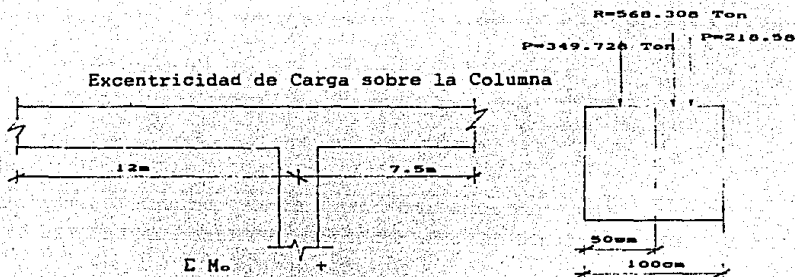 R=568.308 Ton
P=349.728 Ton
P=218.58
Excentricidad de Carga sobre la Columna
12m
7.5m
50cm
Σ Mo
+
100cm